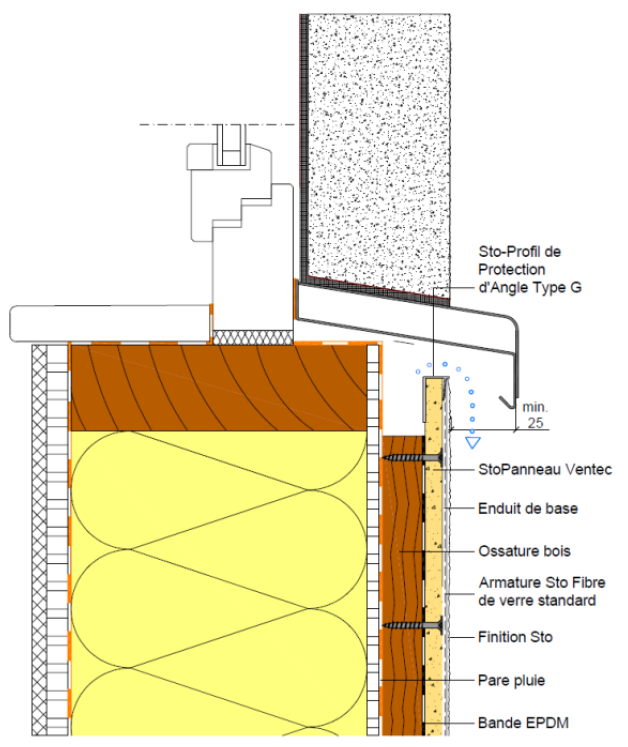 Sto-Profil de
Protection
d'Angle Type G
min.
25
StoPanneau Ventec
Enduit de base
Ossature bois
Armature Sto Fibre
de verre standard
Finition Sto
Pare pluie
Bande EPDM